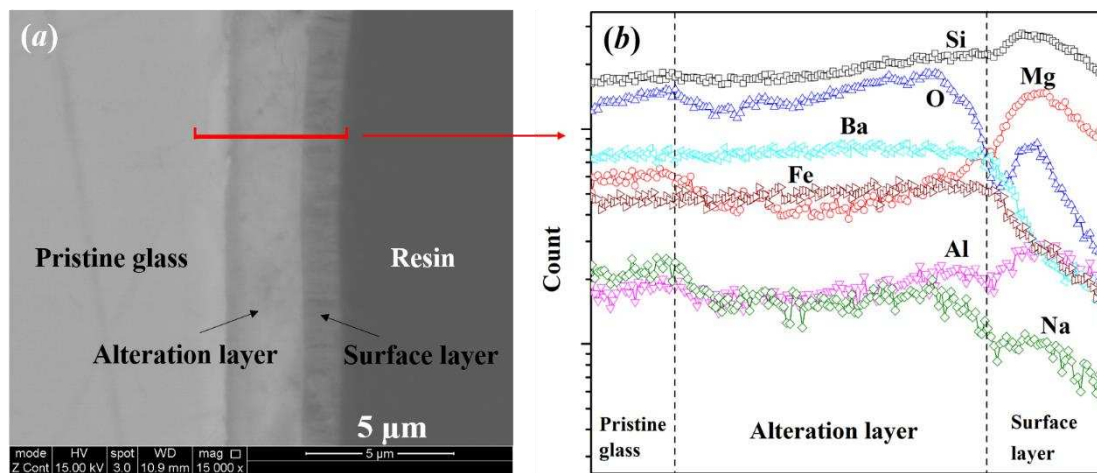 (a)
Pristine glass
Resin
Alteration layer
Surface layer
5 µm
mode HV spot WD mag □
Z Cont 15.00 kV 3.0 10.9 mm 15 000 x
5 µm
(b)
Si
Mg
O
Ba
Fe
Al
Na
Count
Pristine glass
Alteration layer
Surface layer